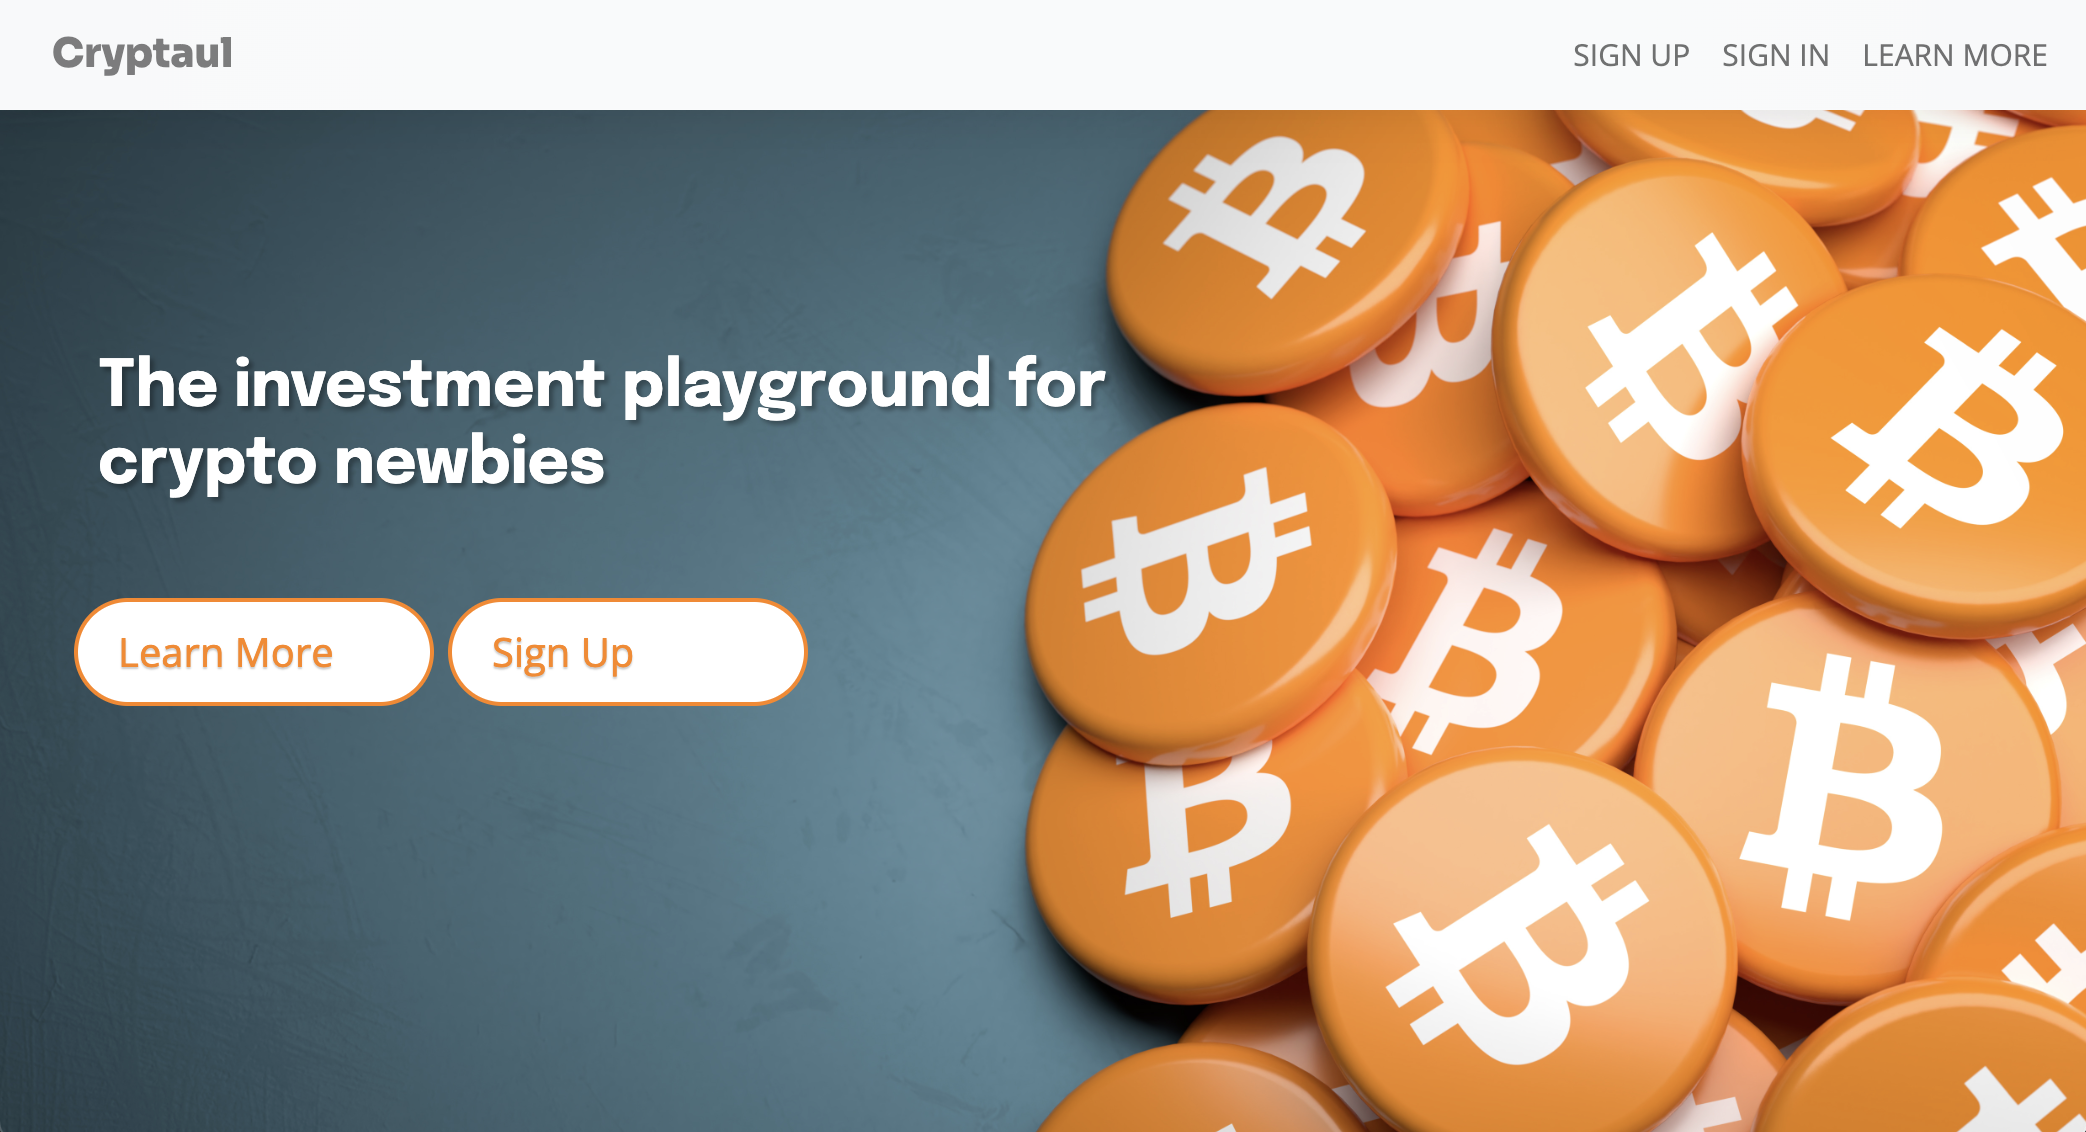 Cryptaul
SIGN UP SIGN IN LEARN MORE
The investment playground for
crypto newbies
Learn More
Sign Up